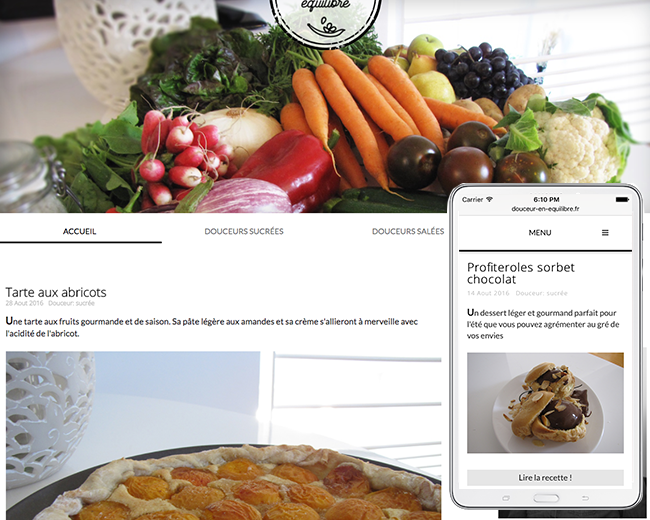 équilibre
ACCUEIL
DOUCEURS SUCRÉES
DOUCEURS SALÉES
Tarte aux abricots
28 Aout 2016 Douceur: sucrée
Une tarte aux fruits gourmande et de saison. Sa pâte légère aux amandes et sa crème s'allieront à merveille avec
l'acidité de l'abricot.
Carrier
6:10 PM
douceur-en-equilibre.fr
MENU
Profiteroles sorbet
chocolat
14 Aout 2016 Douceur: sucrée
Un dessert léger et gourmand parfait pour
l'été que vous pouvez agrémenter au gré de
vos envies
Lire la recette !